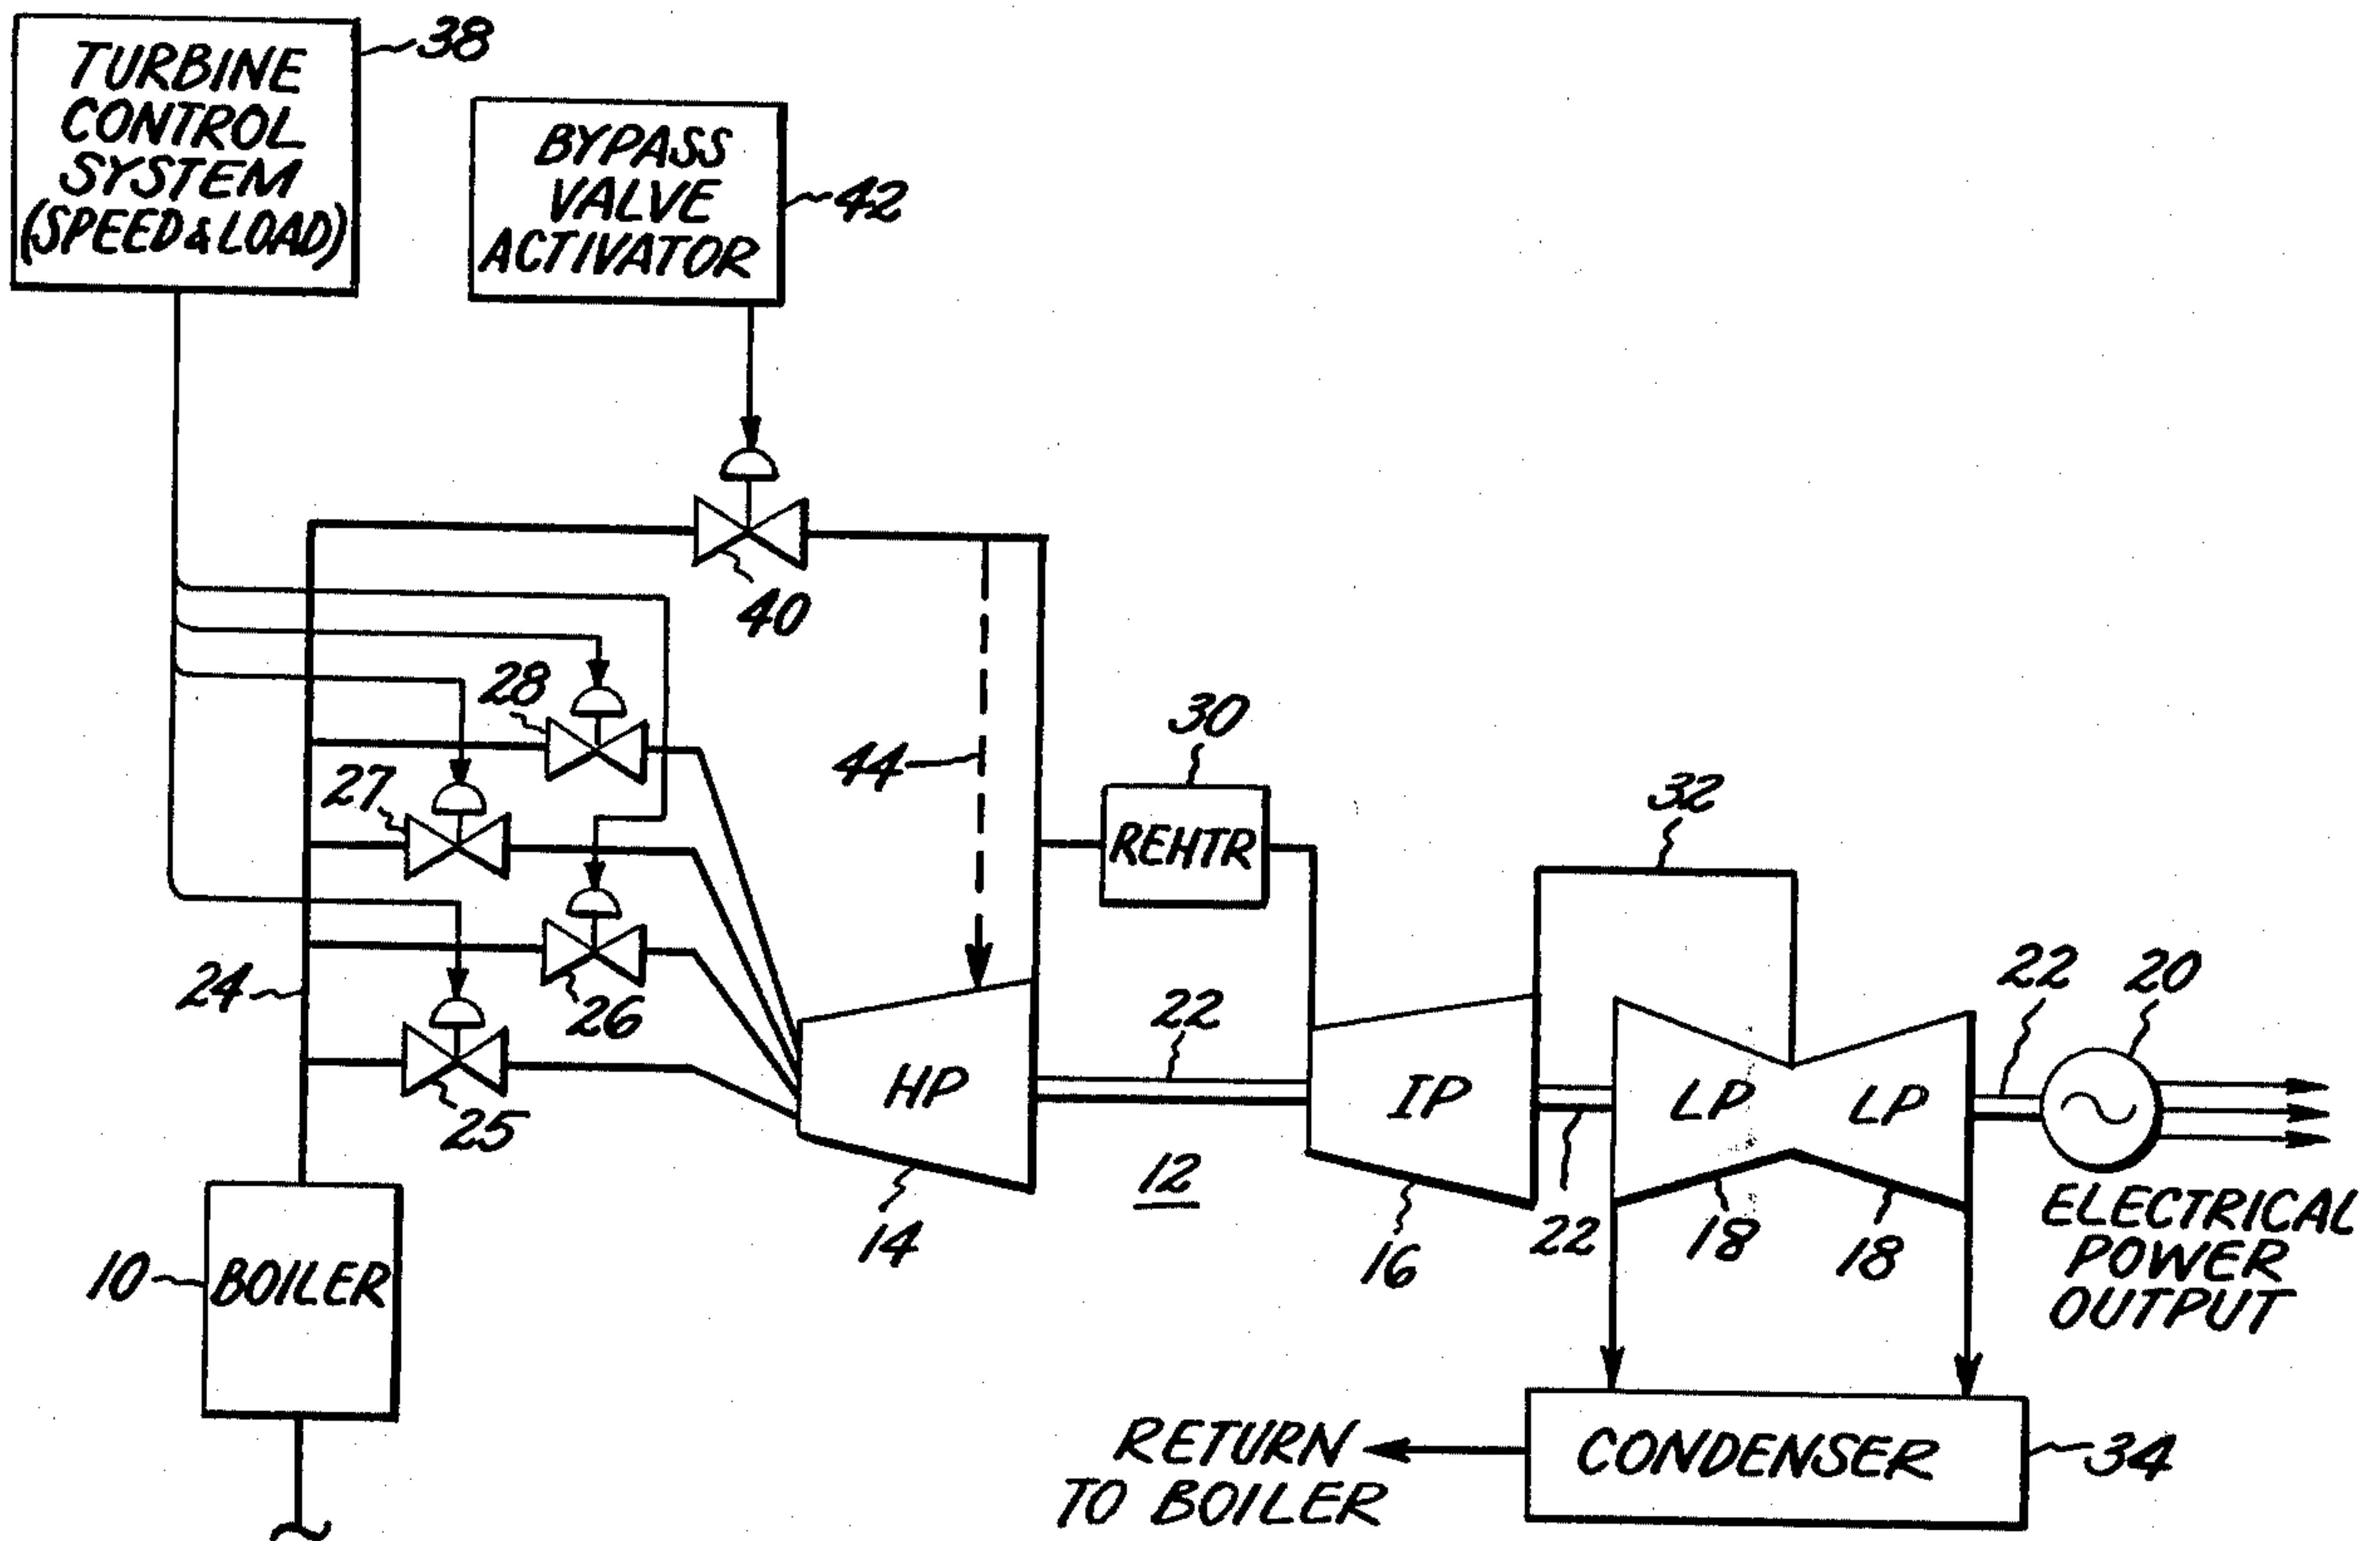 TURBINE
CONTROL
SYSTEM
(SPEED & LOAD)
38
BYPASS
VALVE
ACTIVATOR
42
40
28
27
44
30
REHTR
32
24
26
25
22
22
20
HP
IP
LP
LP
12
14
16
22
18
18
ELECTRICAL
POWER
OUTPUT
10
BOILER
RETURN
TO BOILER
CONDENSER
34